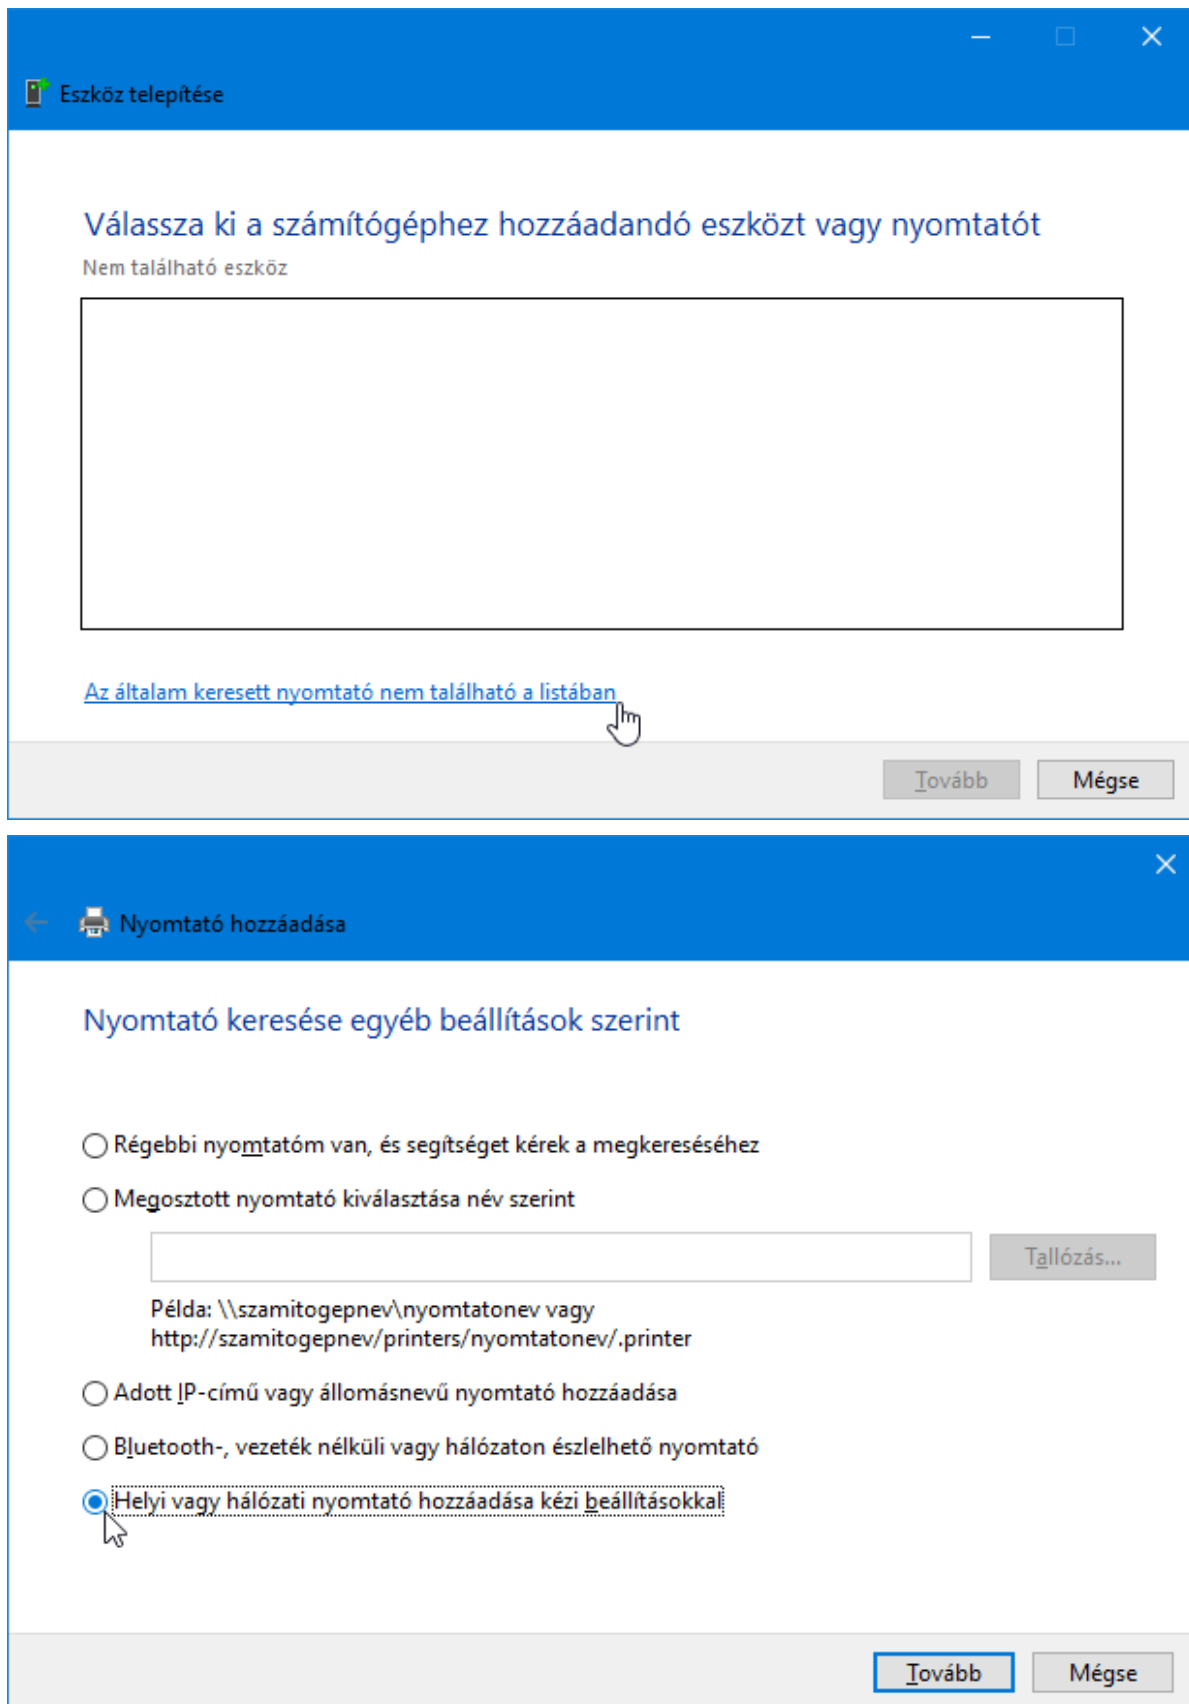 Eszköz telepítése
Válassza ki a számítógéphez hozzáadandó eszközt vagy nyomtatót
Nem található eszköz
Az általam keresett nyomtató nem található a listában
Tovább
Mégse
Nyomtató hozzáadása
Nyomtató keresése egyéb beállítások szerint
Régebbi nyomtatóm van, és segítséget kérek a megkereséséhez
Megosztott nyomtató kiválasztása név szerint
Tallózás...
Példa: \\szamitogepnev\nyomtatonev vagy
http://szamitogepnev/printers/nyomtatonev/.printer
Adott IP-című vagy állomásnevű nyomtató hozzáadása
Bluetooth-, vezeték nélküli vagy hálózaton észlelhető nyomtató
Helyi vagy hálózati nyomtató hozzáadása kézi beállításokkal
Tovább
Mégse